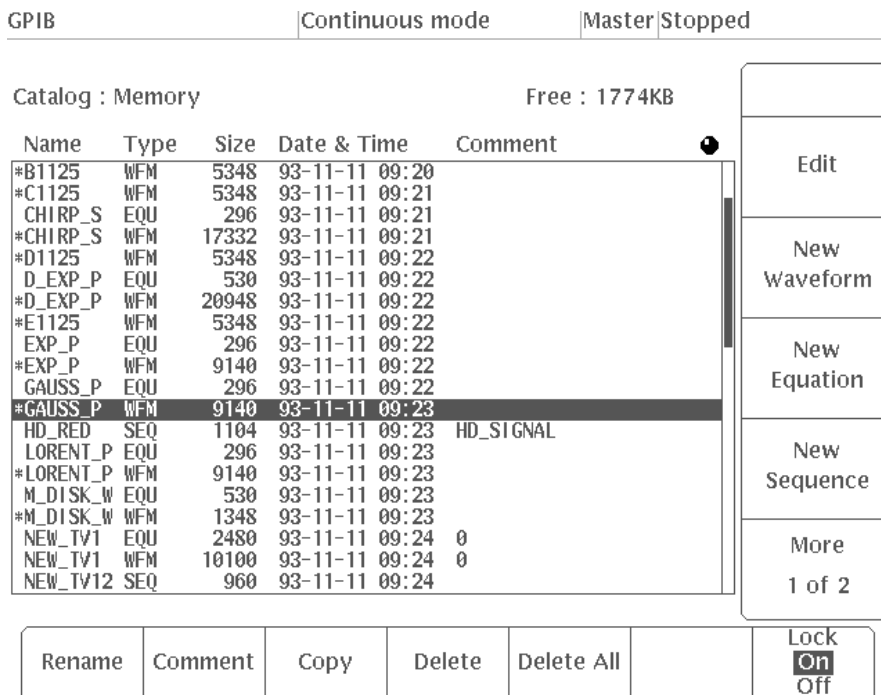 GPIB Continuous mode Master Stopped
Catalog : Memory Free : 1774KB
Name Type Size Date & Time Comment
*B1125 WFM 5348 93-11-11 09:20
*C1125 WFM 5348 93-11-11 09:21
CHIRP_S EQU 296 93-11-11 09:21
*CHIRP_S WFM 17332 93-11-11 09:21
*D1125 WFM 5348 93-11-11 09:22
D_EXP_P EQU 530 93-11-11 09:22
*D_EXP_P WFM 20948 93-11-11 09:22
*E1125 WFM 5348 93-11-11 09:22
EXP_P EQU 296 93-11-11 09:22
*EXP_P WFM 9140 93-11-11 09:22
GAUSS_P EQU 296 93-11-11 09:22
*GAUSS_P WFM 9140 93-11-11 09:23
HD_RED SEQ 1104 93-11-11 09:23 HD_SIGNAL
LORENT_P EQU 296 93-11-11 09:23
*LORENT_P WFM 9140 93-11-11 09:23
M_DISK_W EQU 530 93-11-11 09:23
*M_DISK_W WFM 1348 93-11-11 09:23
NEW_TV1 EQU 2480 93-11-11 09:24 0
NEW_TV1 WFM 10100 93-11-11 09:24 0
NEW_TV12 SEQ 960 93-11-11 09:24
Edit
New
Waveform
New
Equation
New
Sequence
More
1 of 2
Rename Comment Copy Delete Delete All
Lock
On
Off